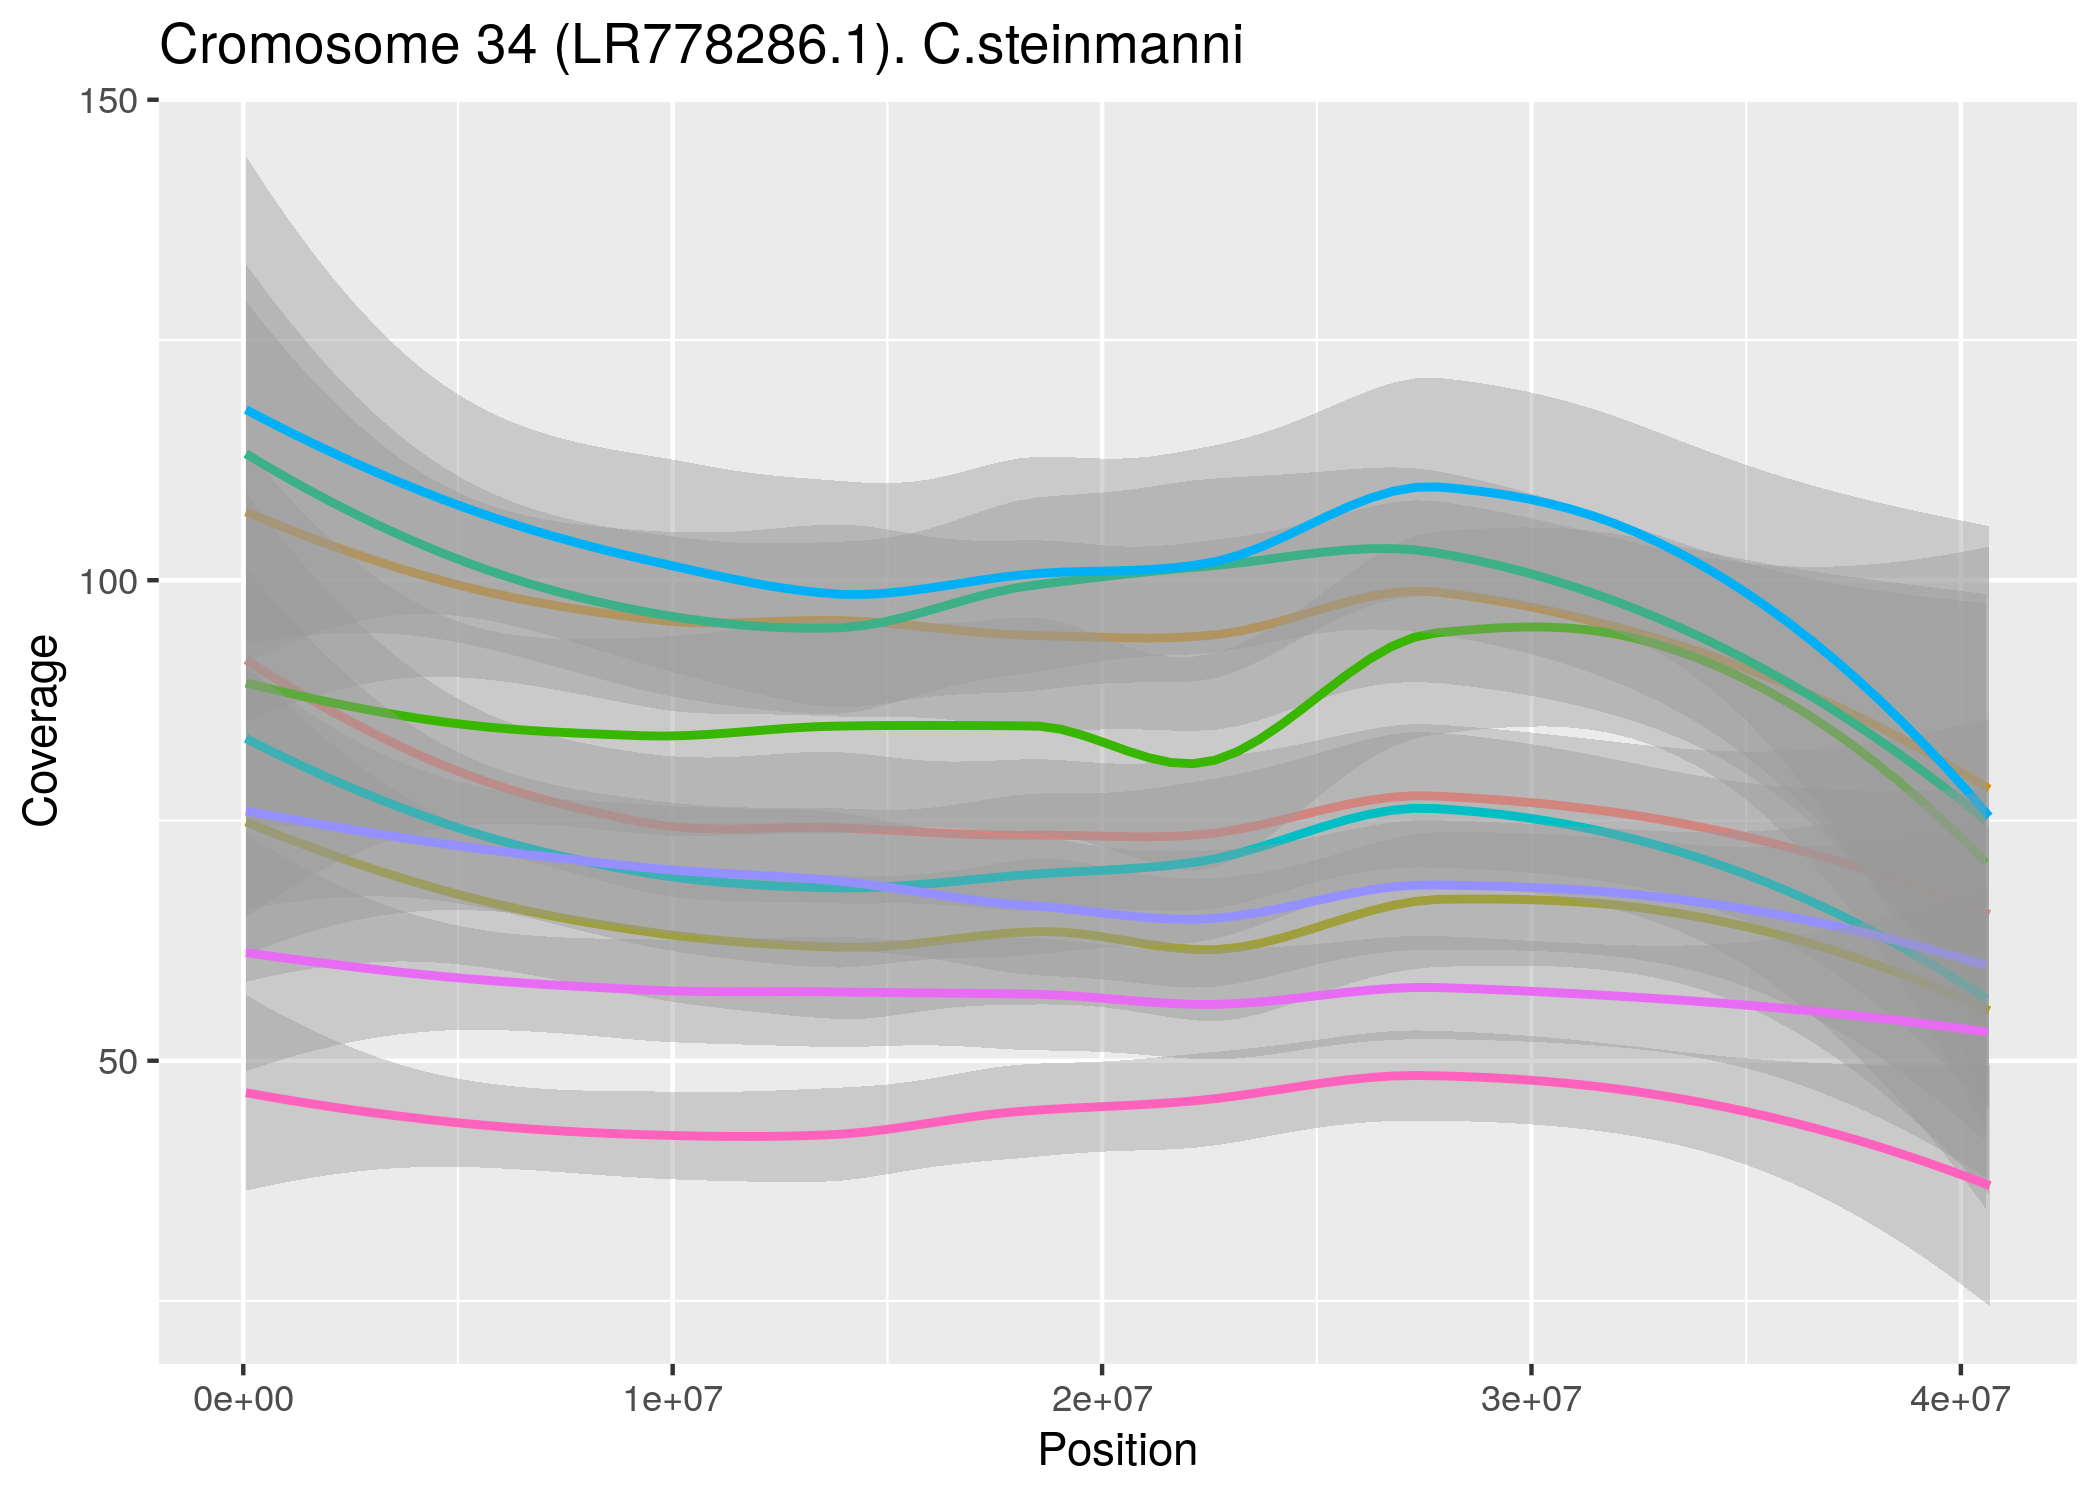 Cromosome 34 (LR778286.1). C.steinmanni
150
100
50
Coverage
0e+00 1e+07 2e+07 3e+07 4e+07
Position